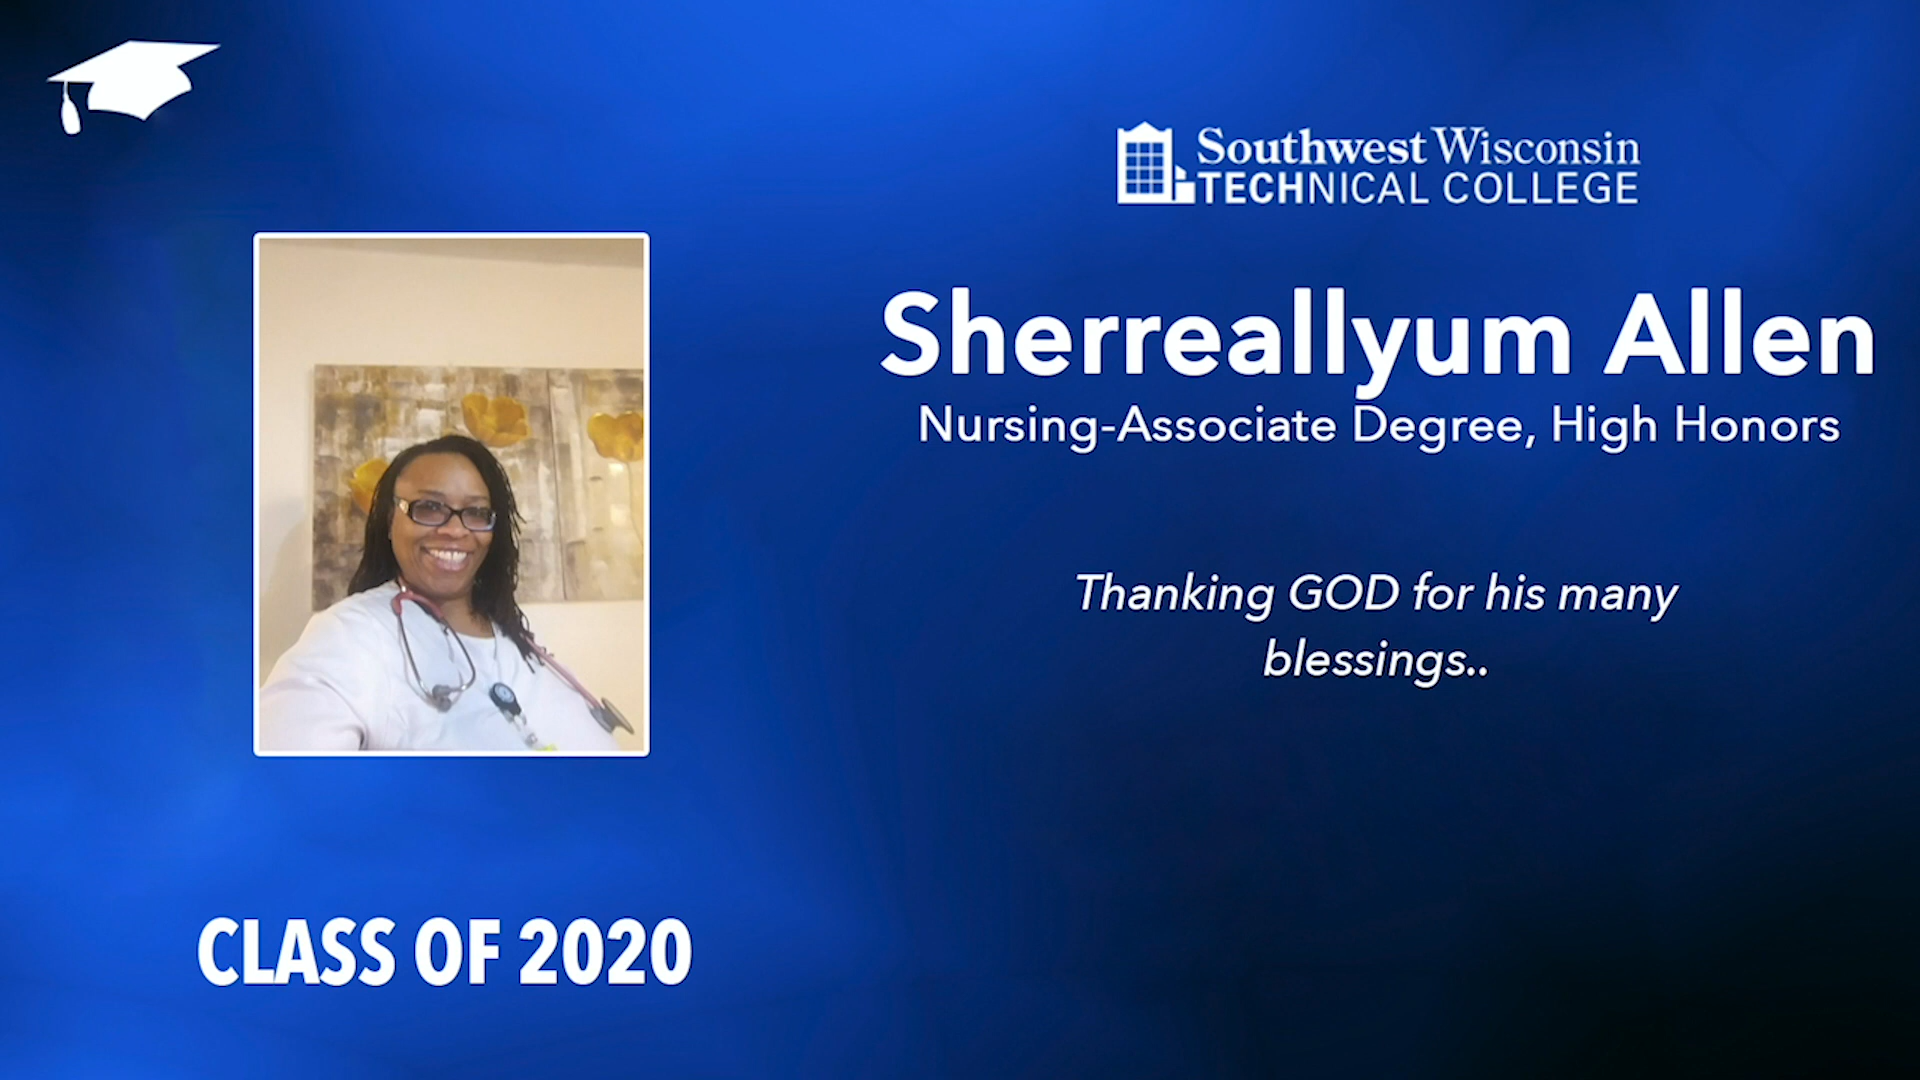 Southwest Wisconsin
TECHNICAL COLLEGE
Sherreallyum Allen
Nursing-Associate Degree, High Honors
Thanking GOD for his many
blessings..
CLASS OF 2020